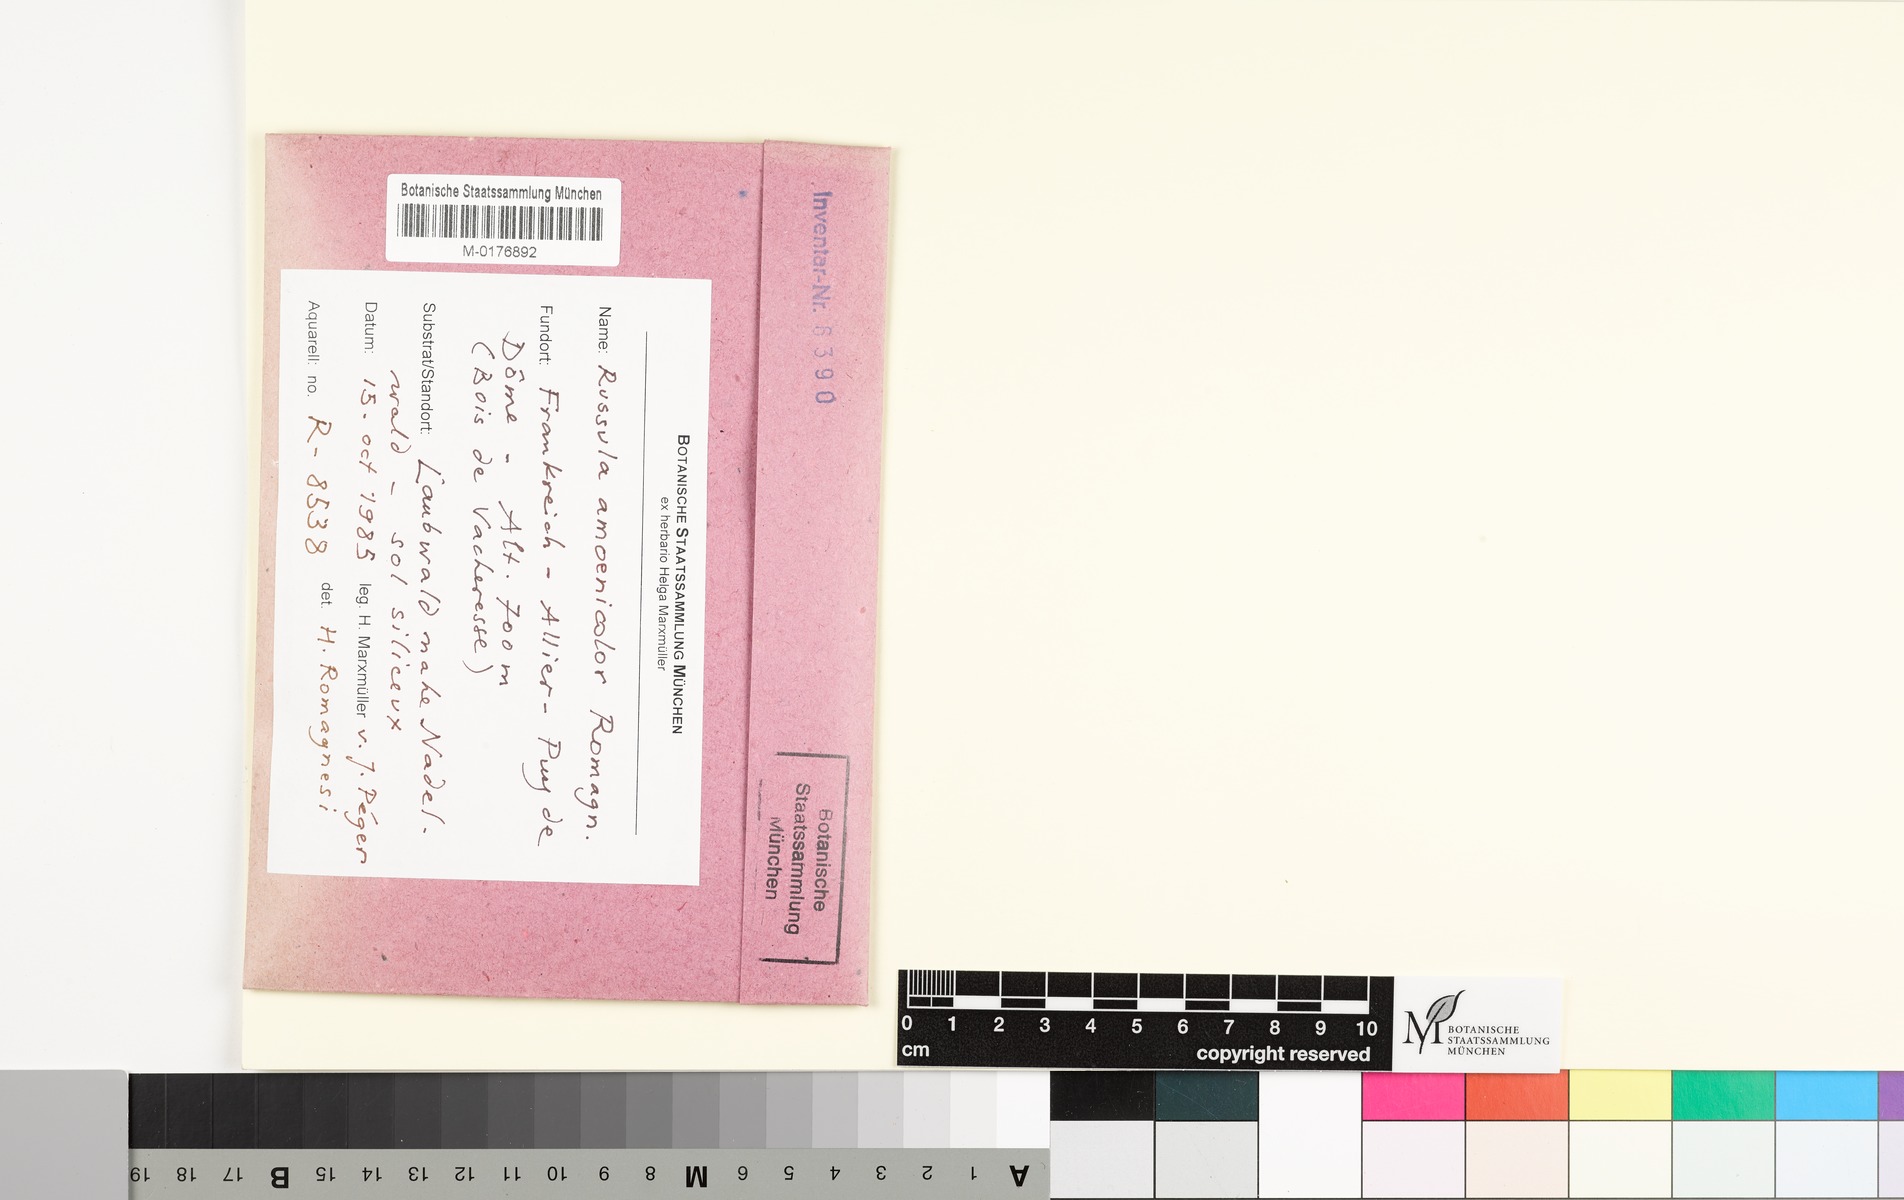 Botanische Staatssammlung München
M-0176892
BOTANISCHE STAATSSAMMLUNG MÜNCHEN
ex herbario Helga Marxmüller
Name: Russula amoenicolor Romagn.
Fundort: Frankreich - Allier - Puy de
Dôme - Alt. 700 m
(Bois de Vacheresse)
Substrat/Standort: Laubwald nahe Nadel-
wald - sol siliceux
Datum: 15. oct 1985 leg. H. Marxmüller v. J. Péger
Aquarell: no. R- 8538 det. H. Romagnesi
Inventar-Nr. 6390
Botanische
Staatssammlung
München
0 1 2 3 4 5 6 7 8 9 10
cm copyright reserved
M BOTANISCHE
STAATSSAMMLUNG
MÜNCHEN
A 1 2 3 4 5 6 M 8 9 10 11 12 13 14 15 B 17 18 19